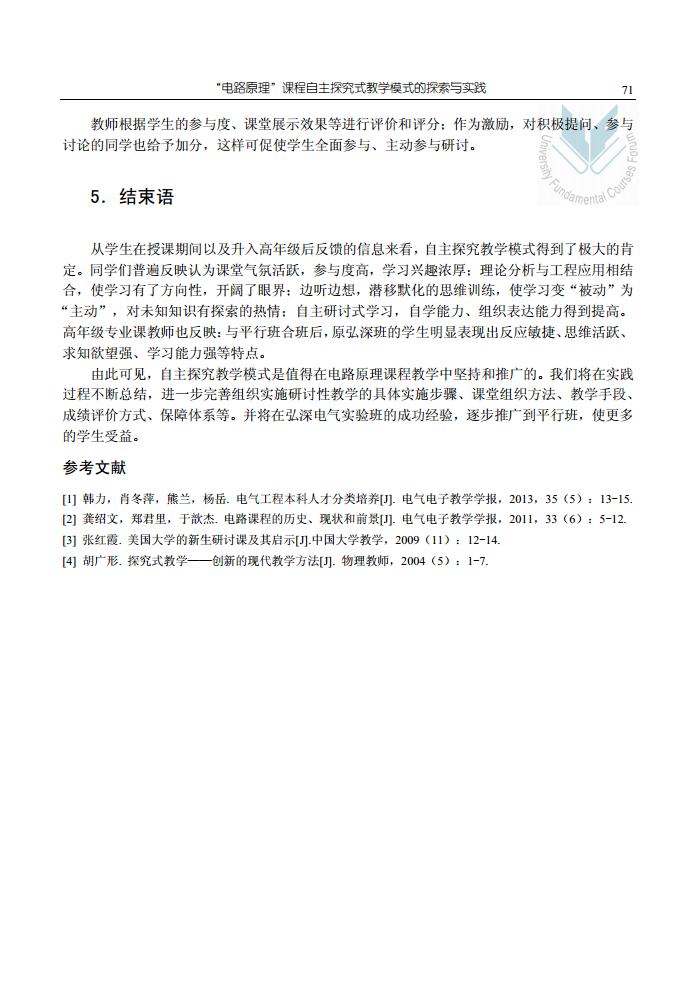 “电路原理”课程自主探究式教学模式的探索与实践 71
教师根据学生的参与度、课堂展示效果等进行评价和评分；作为激励，对积极提问、参与
讨论的同学也给予加分，这样可促使学生全面参与、主动参与研讨。
University Fundamental Courses Forum
5．结束语
从学生在授课期间以及升入高年级后反馈的信息来看，自主探究教学模式得到了极大的肯
定。同学们普遍反映认为课堂气氛活跃，参与度高，学习兴趣浓厚；理论分析与工程应用相结
合，使学习有了方向性，开阔了眼界；边听边想，潜移默化的思维训练，使学习变“被动”为
“主动”，对未知知识有探索的热情；自主研讨式学习，自学能力、组织表达能力得到提高。
高年级专业课教师也反映：与平行班合班后，原弘深班的学生明显表现出反应敏捷、思维活跃、
求知欲望强、学习能力强等特点。
由此可见，自主探究教学模式是值得在电路原理课程教学中坚持和推广的。我们将在实践
过程不断总结，进一步完善组织实施研讨性教学的具体实施步骤、课堂组织方法、教学手段、
成绩评价方式、保障体系等。并将在弘深电气实验班的成功经验，逐步推广到平行班，使更多
的学生受益。
参考文献
[1] 韩力，肖冬萍，熊兰，杨岳. 电气工程本科人才分类培养[J]. 电气电子教学学报，2013，35（5）：13-15.
[2] 龚绍文，郑君里，于歆杰. 电路课程的历史、现状和前景[J]. 电气电子教学学报，2011，33（6）：5-12.
[3] 张红霞. 美国大学的新生研讨课及其启示[J].中国大学教学，2009（11）：12-14.
[4] 胡广形. 探究式教学——创新的现代教学方法[J]. 物理教师，2004（5）：1-7.